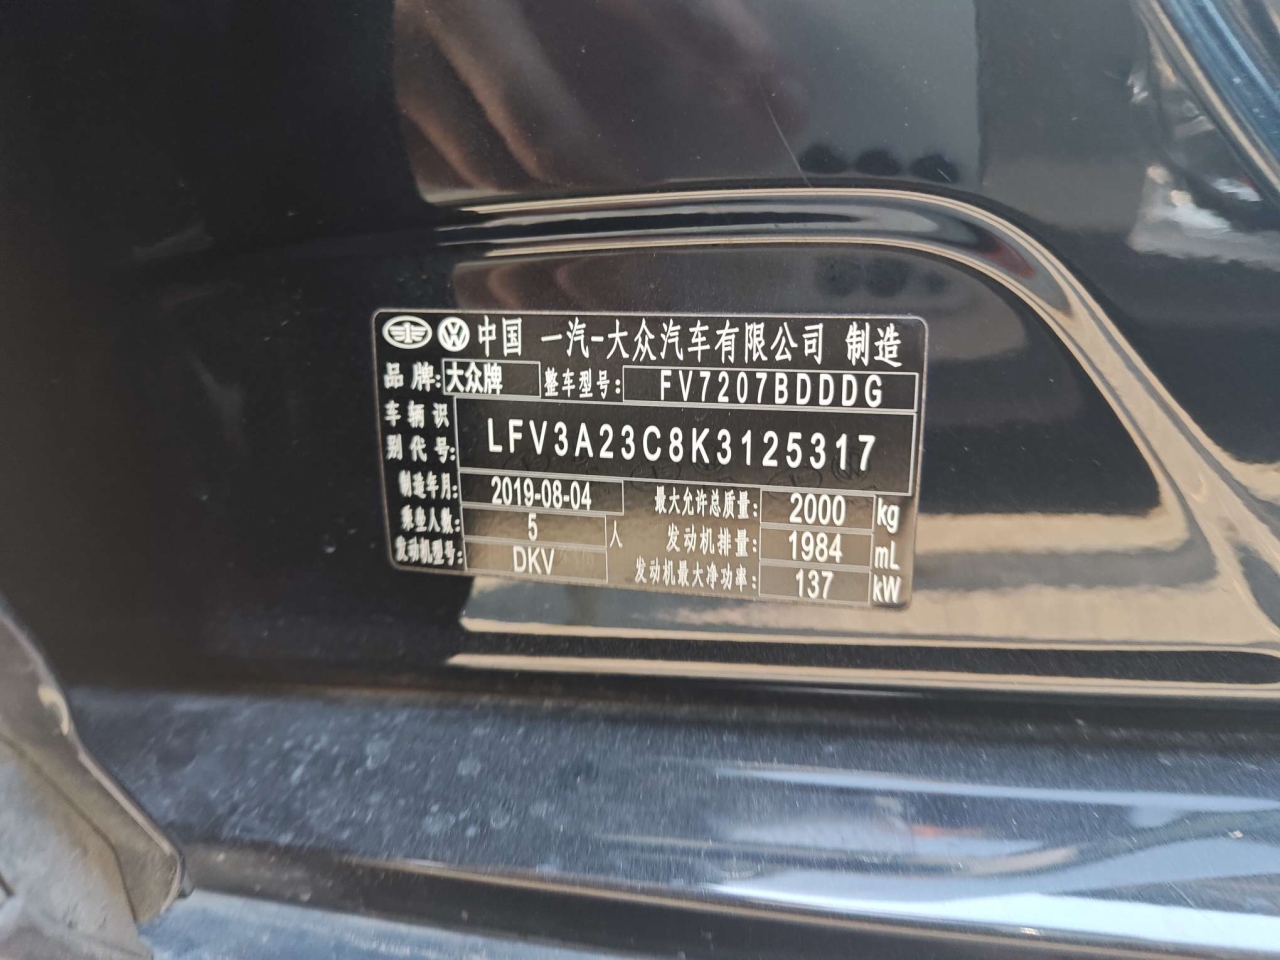 中国 一汽-大众汽车有限公司 制造
品牌: 大众牌 整车型号: FV7207BDDDG
车辆识别代号: LFV3A23C8K3125317
制造年月: 2019-08-04 最大允许总质量: 2000 kg
乘坐人数: 5 人 发动机排量: 1984 mL
发动机型号: DKV 发动机最大净功率: 137 kW